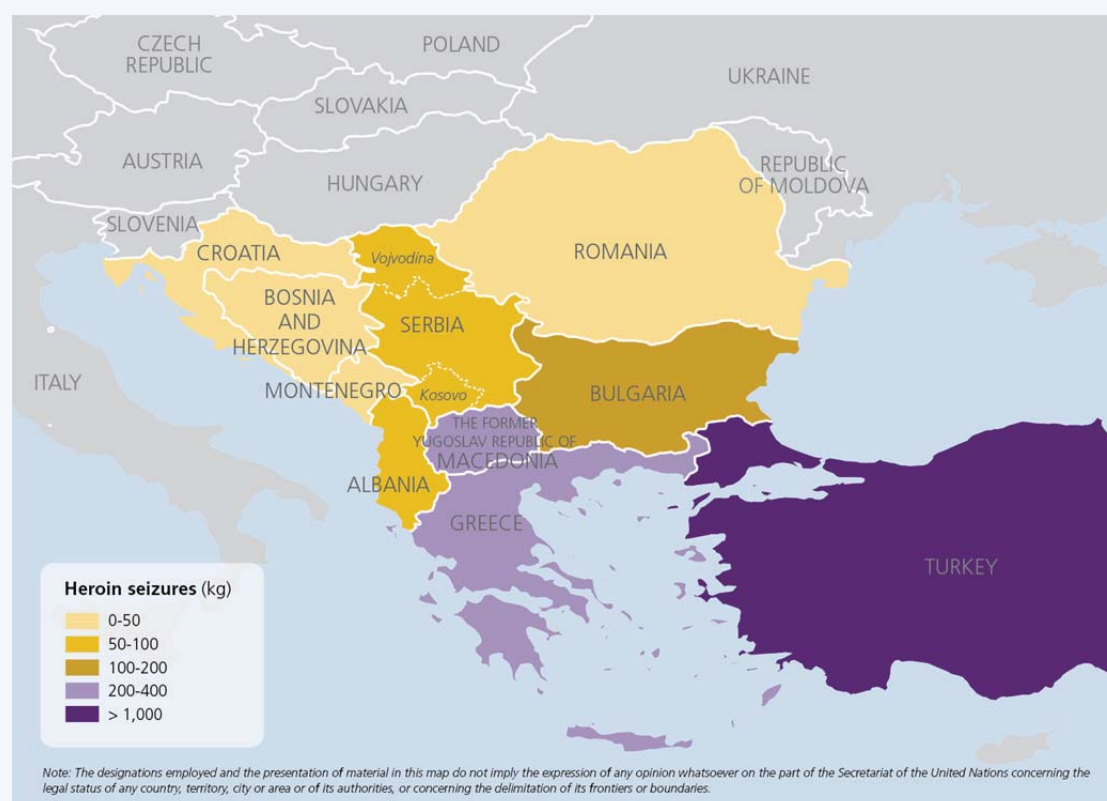 CZECH
REPUBLIC
POLAND
UKRAINE
SLOVAKIA
AUSTRIA
REPUBLIC
OF MOLDOVA
HUNGARY
SLOVENIA
CROATIA
Vojvodina
ROMANIA
BOSNIA
AND
HERZEGOVINA
SERBIA
ITALY
MONTENEGRO
Kosovo
BULGARIA
THE FORMER
YUGOSLAV REPUBLIC OF
MACEDONIA
ALBANIA
GREECE
TURKEY
Heroin seizures (kg)
0-50
50-100
100-200
200-400
> 1,000
Note: The designations employed and the presentation of material in this map do not imply the expression of any opinion whatsoever on the part of the Secretariat of the United Nations concerning the
legal status of any country, territory, city or area or of its authorities, or concerning the delimitation of its frontiers or boundaries.